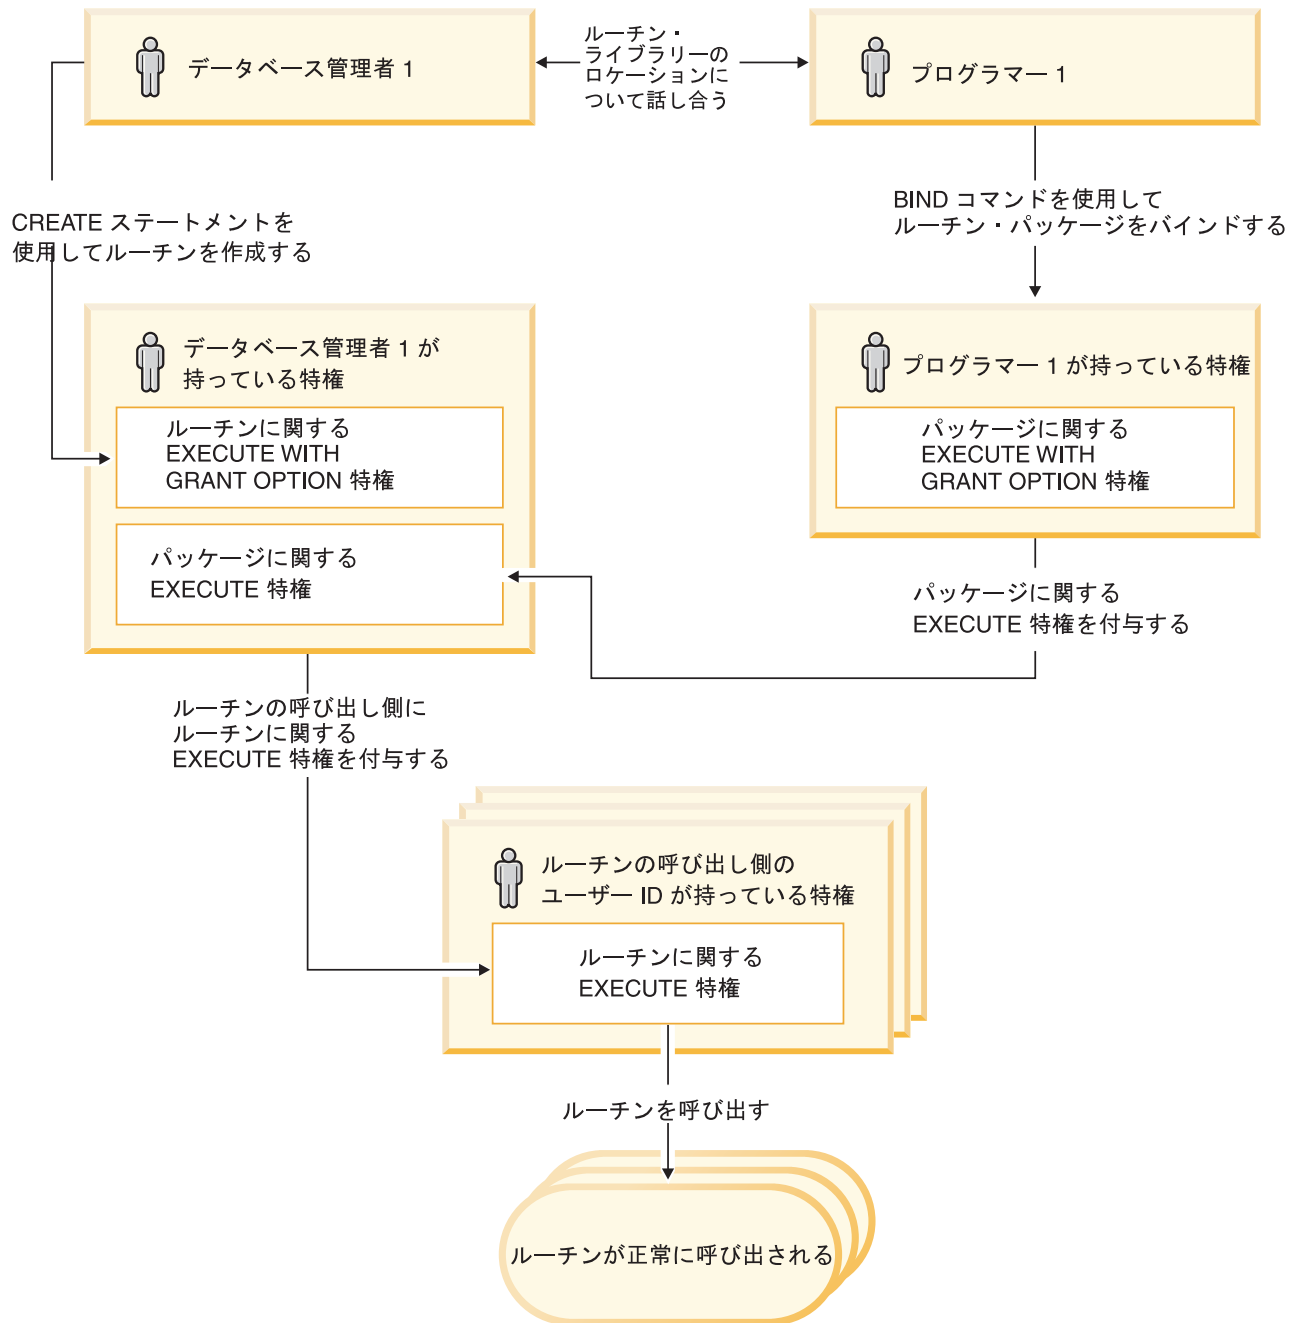 データベース管理者 1
ルーチン・
ライブラリーの
ロケーションに
ついて話し合う
プログラマー 1
CREATE ステートメントを
使用してルーチンを作成する
BIND コマンドを使用して
ルーチン・パッケージをバインドする
データベース管理者 1 が
持っている特権
ルーチンに関する
EXECUTE WITH
GRANT OPTION 特権
パッケージに関する
EXECUTE 特権
プログラマー 1 が持っている特権
パッケージに関する
EXECUTE WITH
GRANT OPTION 特権
パッケージに関する
EXECUTE 特権を付与する
ルーチンの呼び出し側に
ルーチンに関する
EXECUTE 特権を付与する
ルーチンの呼び出し側の
ユーザー ID が持っている特権
ルーチンに関する
EXECUTE 特権
ルーチンを呼び出す
ルーチンが正常に呼び出される